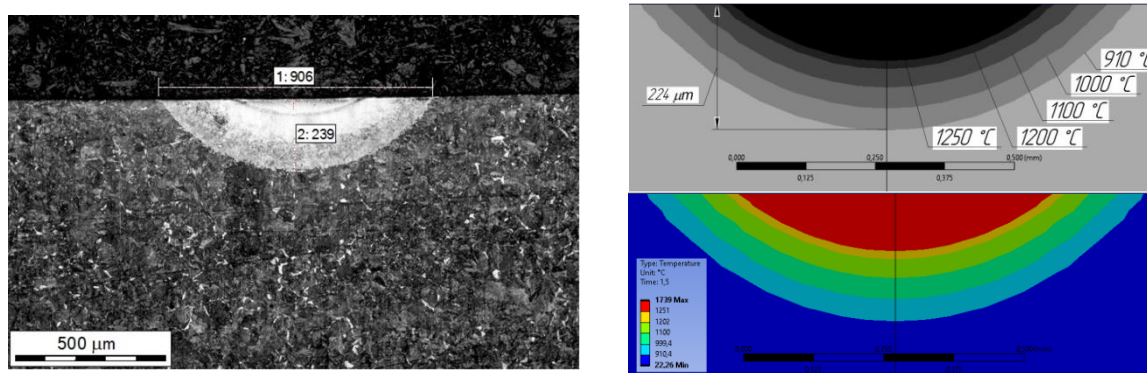 1: 906
2: 239
500 µm
224 µm
910 °C
1000 °C
1100 °C
1250 °C
1200 °C
0,000
0,250
0,500 (mm)
0,125
0,375
Type: Temperature
Unit: °C
Time: 1,5
1739 Max
1251
1202
1100
999,4
910,4
22,26 Min
0,000